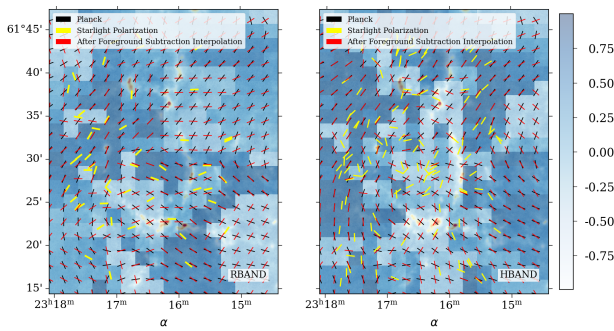 Planck
Starlight Polarization
After Foreground Subtraction Interpolation
61°45′
40′
35′
30′
25′
20′
15′
RBAND
23ʰ18ᵐ
17ᵐ
16ᵐ
15ᵐ
α
Planck
Starlight Polarization
After Foreground Subtraction Interpolation
HBAND
23ʰ18ᵐ
17ᵐ
16ᵐ
15ᵐ
α
0.75
0.50
0.25
0.00
-0.25
-0.50
-0.75